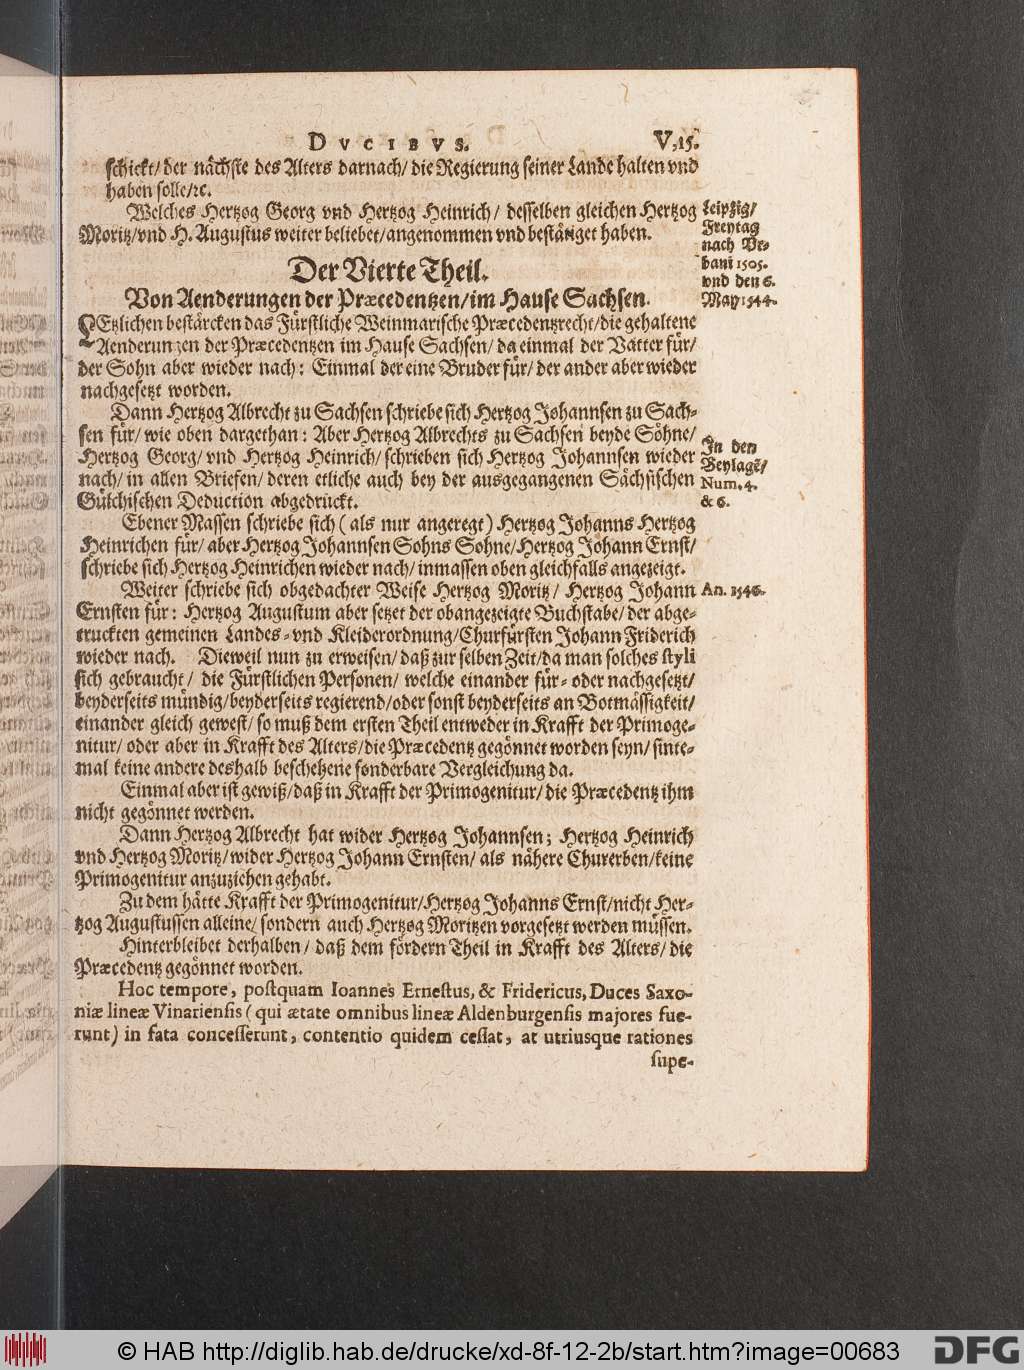 DVCIBVS. V, 15.
schickt/ der nächste des Alters darnach/ die Regierung seiner Lande halten vnd
haben solle/ꝛc.
Welches Hertzog Georg vnd Hertzog Heinrich/ desselben gleichen Hertzog
Moritz/ vnd H. Augustus weiter beliebet/ angenommen vnd bestätiget haben.
Leipzig/
Freytag
nach Vr-
bani 1505.
vnd den 6.
May 1544.
Der Vierte Theil.
Von Aenderungen der Præcedentzen/ im Hause Sachsen.
LEtzlichen bestärcken das Fürstliche Weinmarische Præcedentzrecht/ die gehaltene
Aenderungen der Præcedentzen im Hause Sachsen/ da einmal der Vatter für/
der Sohn aber wieder nach: Einmal der eine Bruder für/ der ander aber wieder
nachgesetzt worden.
Dann Hertzog Albrecht zu Sachsen schriebe sich Hertzog Johannsen zu Sach-
sen für/ wie oben dargethan: Aber Hertzog Albrechts zu Sachsen beyde Söhne/
Hertzog Georg/ vnd Hertzog Heinrich/ schrieben sich Hertzog Johannsen wieder
nach/ in allen Briefen/ deren etliche auch bey der ausgegangenen Sächsischen
Gülchischen Deduction abgedruckt.
In den
Beylagẽ/
Num. 4.
& 6.
Ebener Massen schriebe sich (als nur angeregt) Hertzog Johanns Hertzog
Heinrichen für/ aber Hertzog Johannsen Sohns Sohne/ Hertzog Johann Ernst/
schriebe sich Hertzog Heinrichen wieder nach/ inmassen oben gleichfalls angezeigt.
Weiter schriebe sich obgedachter Weise Hertzog Moritz/ Hertzog Johann
An. 1546.
Ernsten für: Hertzog Augustum aber setzet der obangezeigte Buchstabe/ der abge-
truckten gemeinen Landes- vnd Kleiderordnung/ Churfürsten Johann Friderich
wieder nach. Dieweil nun zu erweisen/ daß zur selben Zeit/ da man solches styli
sich gebraucht/ die Fürstlichen Personen/ welche einander für- oder nachgesetzt/
beyderseits mündig/ beyderseits regierend/ oder sonst beyderseits an Botmässigkeit/
einander gleich gewest/ so muß dem ersten Theil entweder in Krafft der Primoge-
nitur/ oder aber in Krafft des Alters/ die Præcedentz gegönnet worden seyn/ sinte-
mal keine andere deshalb beschehene sonderbare Vergleichung da.
Einmal aber ist gewiß/ daß in Krafft der Primogenitur/ die Præcedentz ihm
nicht gegönnet werden.
Dann Hertzog Albrecht hat wider Hertzog Johannsen; Hertzog Heinrich
vnd Hertzog Moritz/ wider Hertzog Johann Ernsten/ als nähere Churerben/ keine
Primogenitur anzuziehen gehabt.
Zu dem hätte Krafft der Primogenitur/ Hertzog Johanns Ernst/ nicht Her-
tzog Augustussen alleine/ sondern auch Hertzog Moritzen vorgesetzt werden müssen.
Hinterbleibet derhalben/ daß dem fördern Theil in Krafft des Alters/ die
Præcedentz gegönnet worden.
Hoc tempore, postquam Ioannes Ernestus, & Fridericus, Duces Saxo-
niæ lineæ Vinariensis (qui ætate omnibus lineæ Aldenburgensis majores fue-
runt) in fata concesserunt, contentio quidem cessat, at utriusque rationes
supe-
© HAB http://diglib.hab.de/drucke/xd-8f-12-2b/start.htm?image=00683
DFG